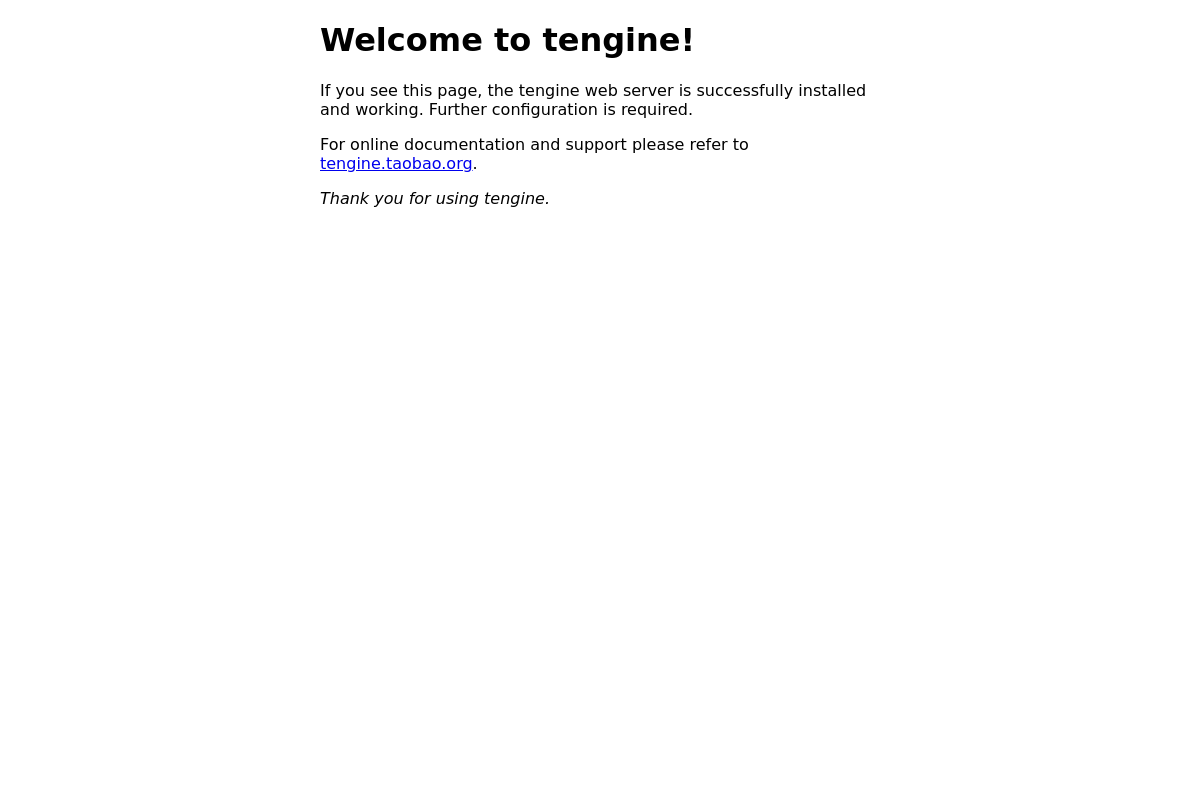 Welcome to tengine!
If you see this page, the tengine web server is successfully installed
and working. Further configuration is required.
For online documentation and support please refer to
tengine.taobao.org.
Thank you for using tengine.